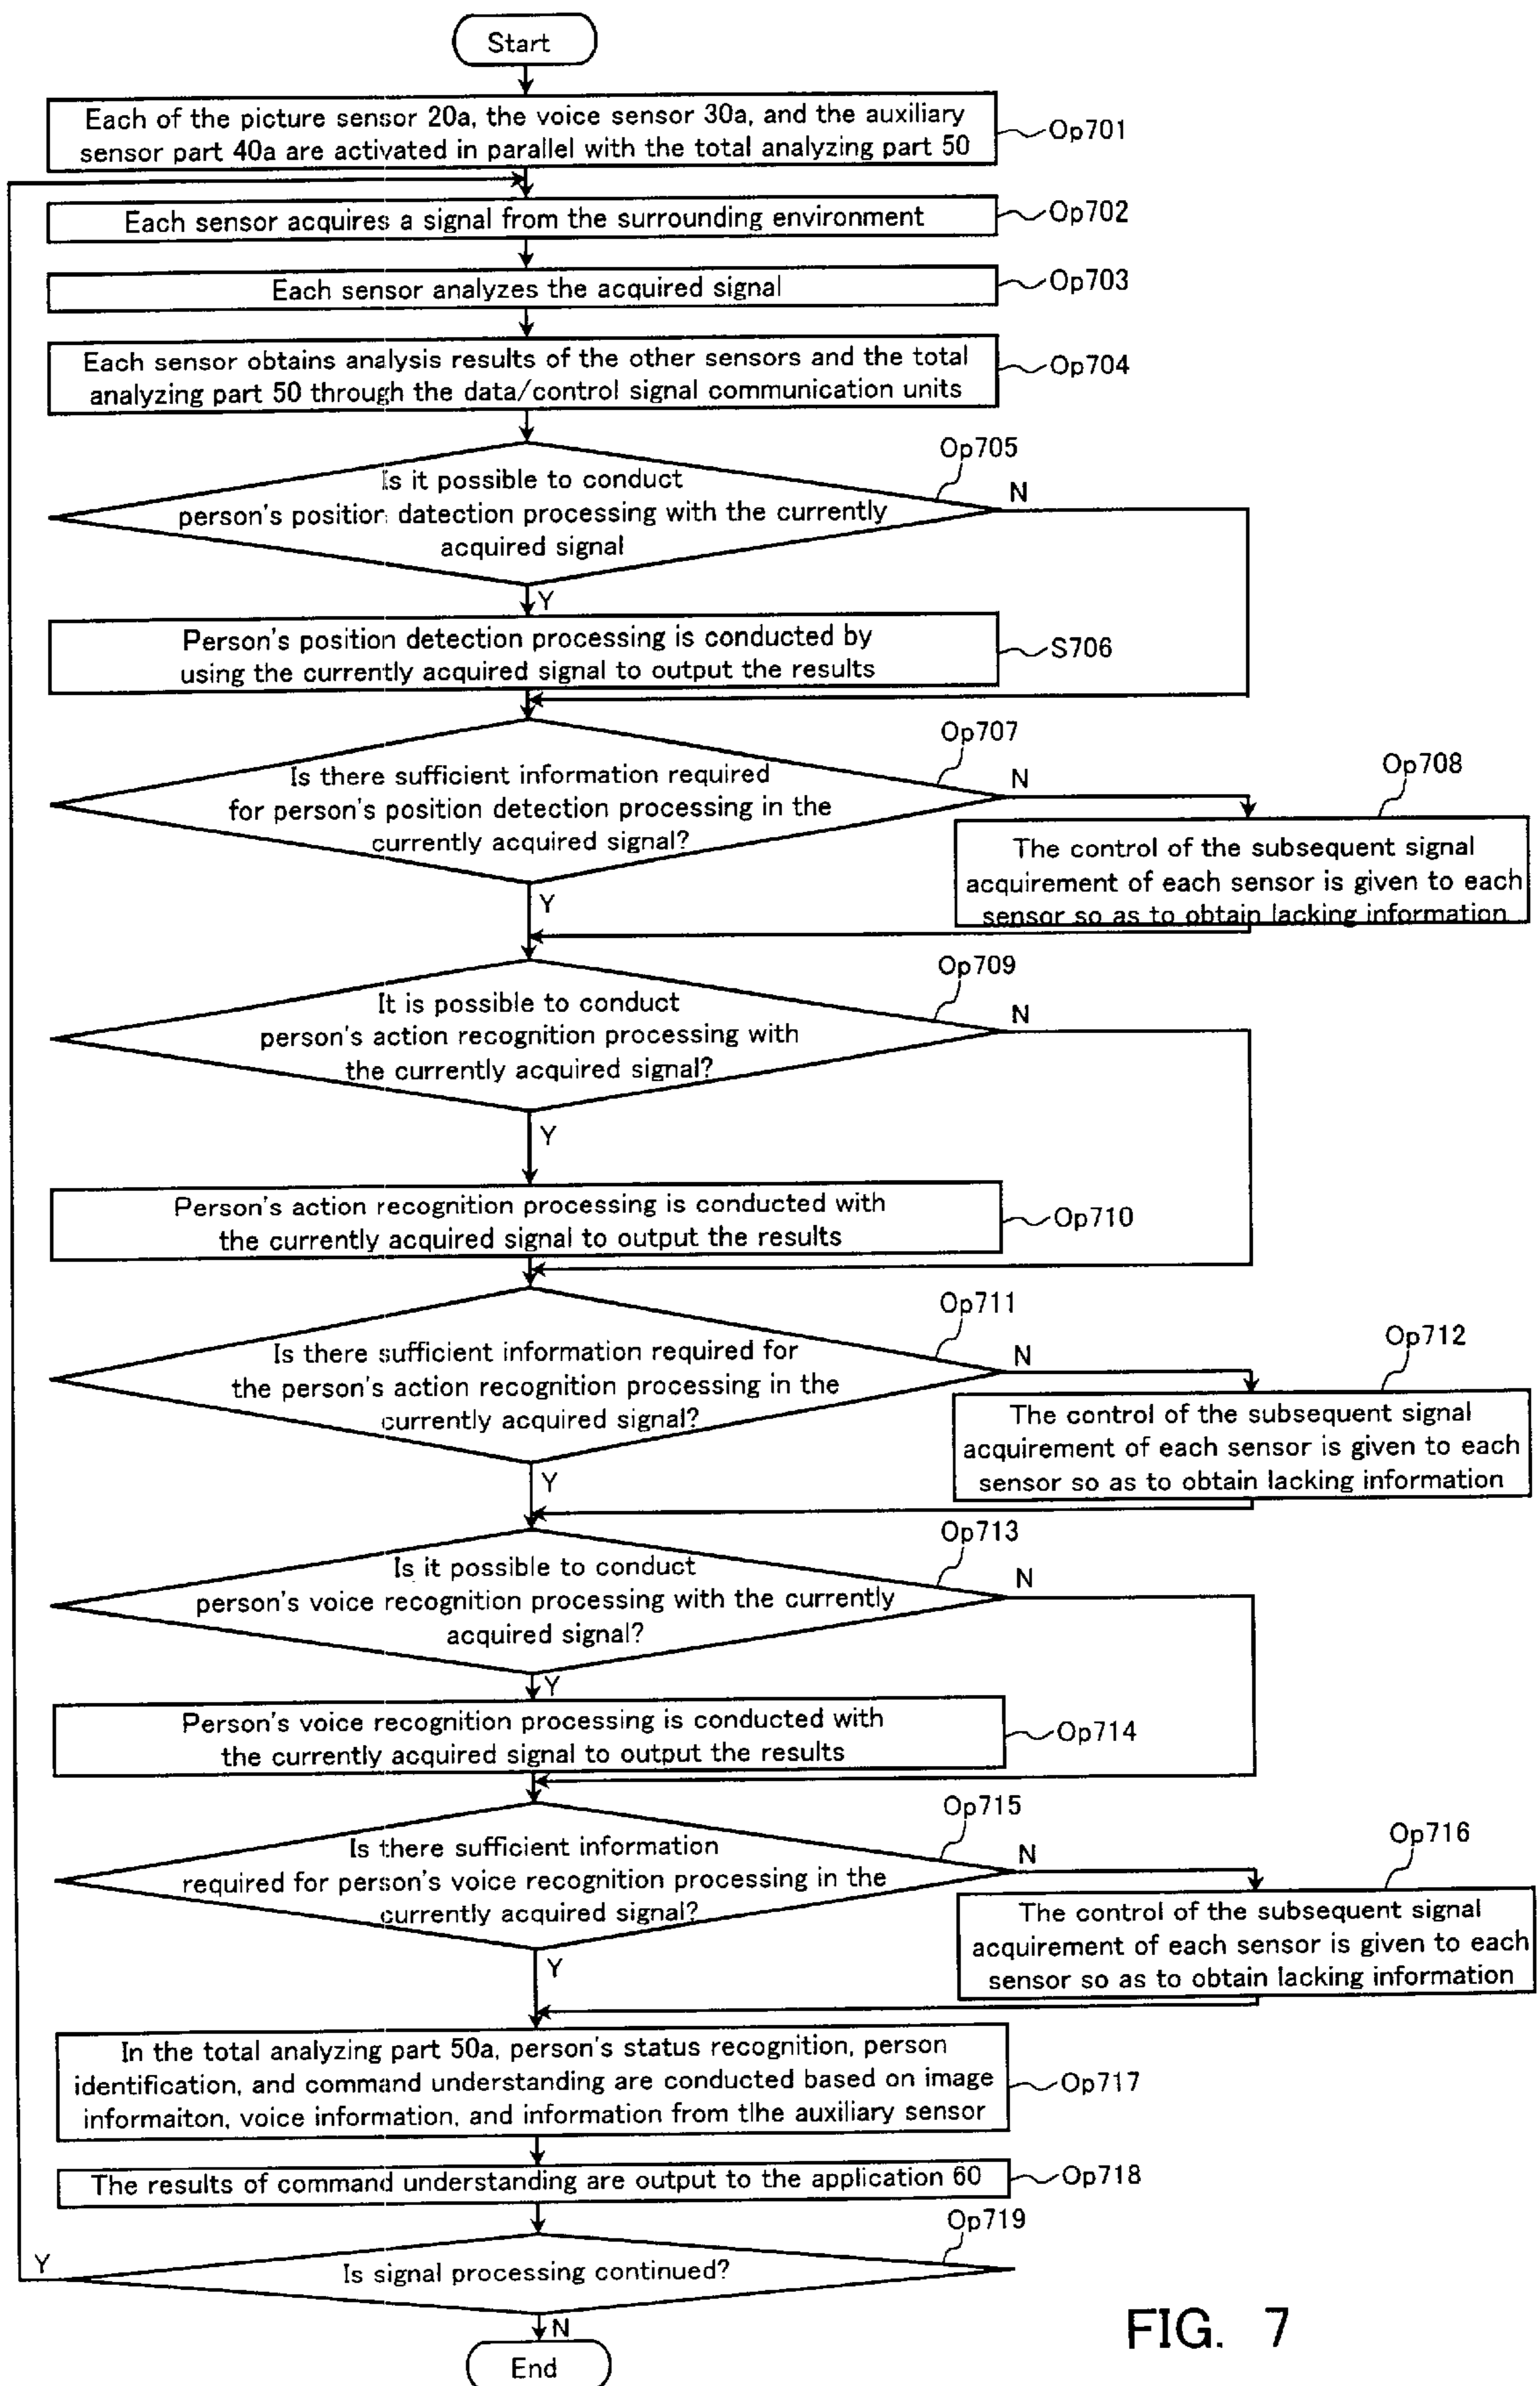 Start
Each of the picture sensor 20a, the voice sensor 30a, and the auxiliary
sensor part 40a are activated in parallel with the total analyzing part 50
Op701
Each sensor acquires a signal from the surrounding environment
Op702
Each sensor analyzes the acquired signal
Op703
Each sensor obtains analysis results of the other sensors and the total
analyzing part 50 through the data/control signal communication units
Op704
Op705
Is it possible to conduct
person's position datection processing with the currently
acquired signal
N
Y
Person's position detection processing is conducted by
using the currently acquired signal to output the results
S706
Op707
Is there sufficient information required
for person's position detection processing in the
currently acquired signal?
N
Y
Op708
The control of the subsequent signal
acquirement of each sensor is given to each
sensor so as to obtain lacking information
Op709
It is possible to conduct
person's action recognition processing with
the currently acquired signal?
N
Y
Person's action recognition processing is conducted with
the currently acquired signal to output the results
Op710
Op711
Is there sufficient information required for
the person's action recognition processing in the
currently acquired signal?
N
Y
Op712
The control of the subsequent signal
acquirement of each sensor is given to each
sensor so as to obtain lacking information
Op713
Is it possible to conduct
person's voice recognition processing with the currently
acquired signal?
N
Y
Person's voice recognition processing is conducted with
the currently acquired signal to output the results
Op714
Op715
Is there sufficient information
required for person's voice recognition processing in the
currently acquired signal?
N
Y
Op716
The control of the subsequent signal
acquirement of each sensor is given to each
sensor so as to obtain lacking information
In the total analyzing part 50a, person's status recognition, person
identification, and command understanding are conducted based on image
informaiton, voice information, and information from tlhe auxiliary sensor
Op717
The results of command understanding are output to the application 60
Op718
Op719
Is signal processing continued?
Y
N
End
FIG. 7